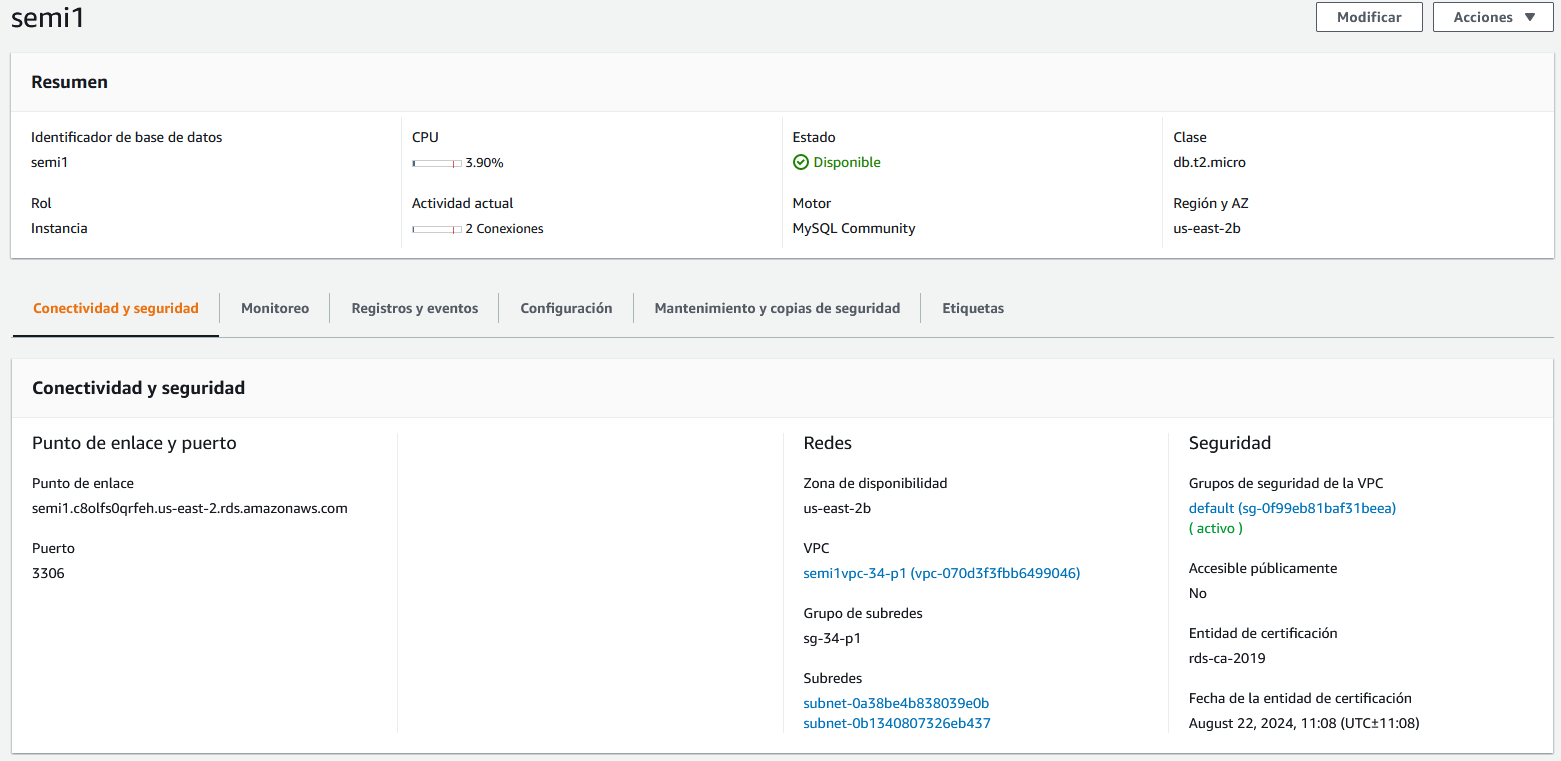 semi1
Modificar
Acciones
Resumen
Identificador de base de datos
semi1
CPU
3.90%
Estado
Disponible
Clase
db.t2.micro
Rol
Instancia
Actividad actual
2 Conexiones
Motor
MySQL Community
Región y AZ
us-east-2b
Conectividad y seguridad
Monitoreo
Registros y eventos
Configuración
Mantenimiento y copias de seguridad
Etiquetas
Conectividad y seguridad
Punto de enlace y puerto
Punto de enlace
semi1.c8olfs0qrfeh.us-east-2.rds.amazonaws.com
Puerto
3306
Redes
Zona de disponibilidad
us-east-2b
VPC
semi1vpc-34-p1 (vpc-070d3f3fbb6499046)
Grupo de subredes
sg-34-p1
Subredes
subnet-0a38be4b838039e0b
subnet-0b1340807326eb437
Seguridad
Grupos de seguridad de la VPC
default (sg-0f99eb81baf31beea)
( activo )
Accesible públicamente
No
Entidad de certificación
rds-ca-2019
Fecha de la entidad de certificación
August 22, 2024, 11:08 (UTC±11:08)